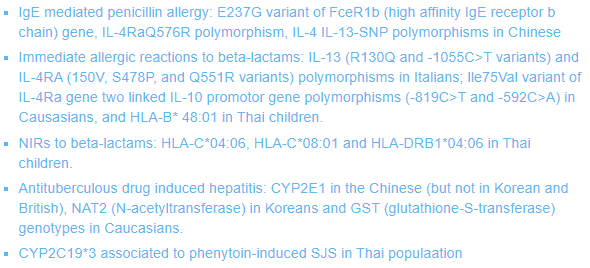 IgE mediated penicillin allergy: E237G variant of FceR1b (high affinity IgE receptor b
chain) gene, IL-4RaQ576R polymorphism, IL-4 IL-13-SNP polymorphisms in Chinese
Immediate allergic reactions to beta-lactams: IL-13 (R130Q and -1055C>T variants) and
IL-4RA (150V, S478P, and Q551R variants) polymorphisms in Italians; Ile75Val variant of
IL-4Ra gene two linked IL-10 promotor gene polymorphisms (-819C>T and -592C>A) in
Causasians, and HLA-B* 48:01 in Thai children.
NIRs to beta-lactams: HLA-C*04:06, HLA-C*08:01 and HLA-DRB1*04:06 in Thai
children.
Antituberculous drug induced hepatitis: CYP2E1 in the Chinese (but not in Korean and
British), NAT2 (N-acetyltransferase) in Koreans and GST (glutathione-S-transferase)
genotypes in Caucasians.
CYP2C19*3 associated to phenytoin-induced SJS in Thai populaation